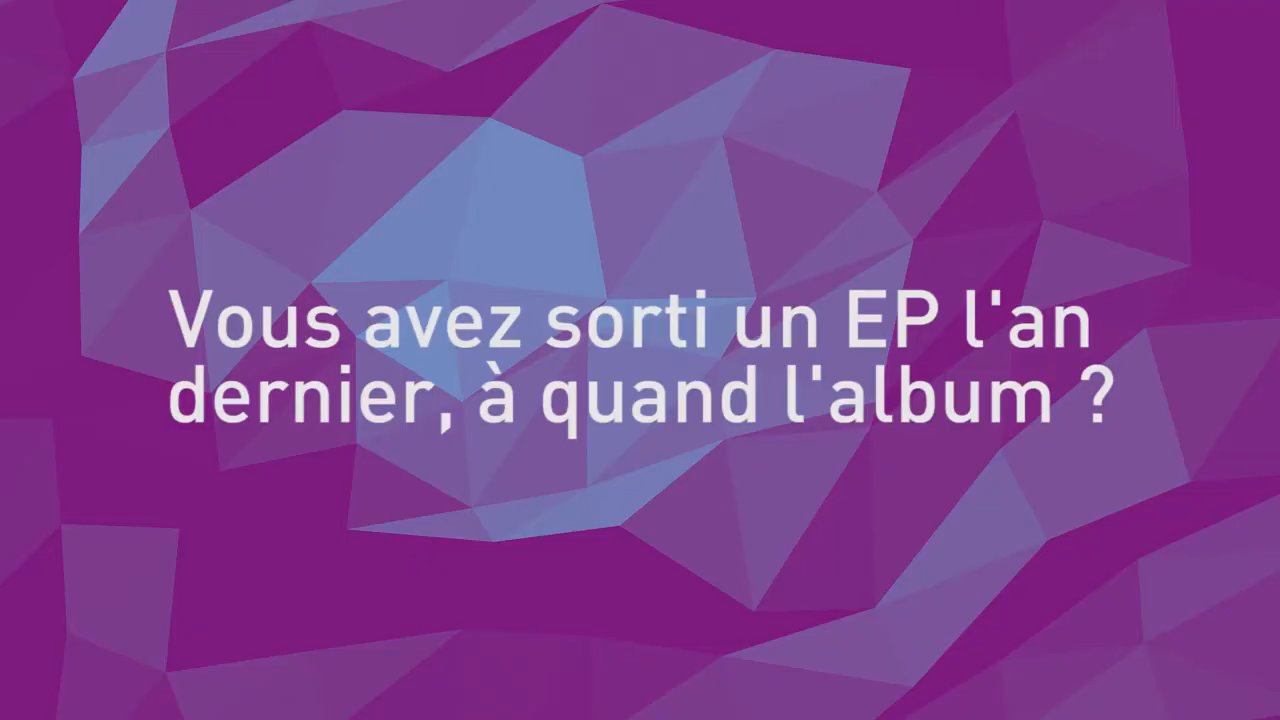 Vous avez sorti un EP l'an
dernier, à quand l'album ?